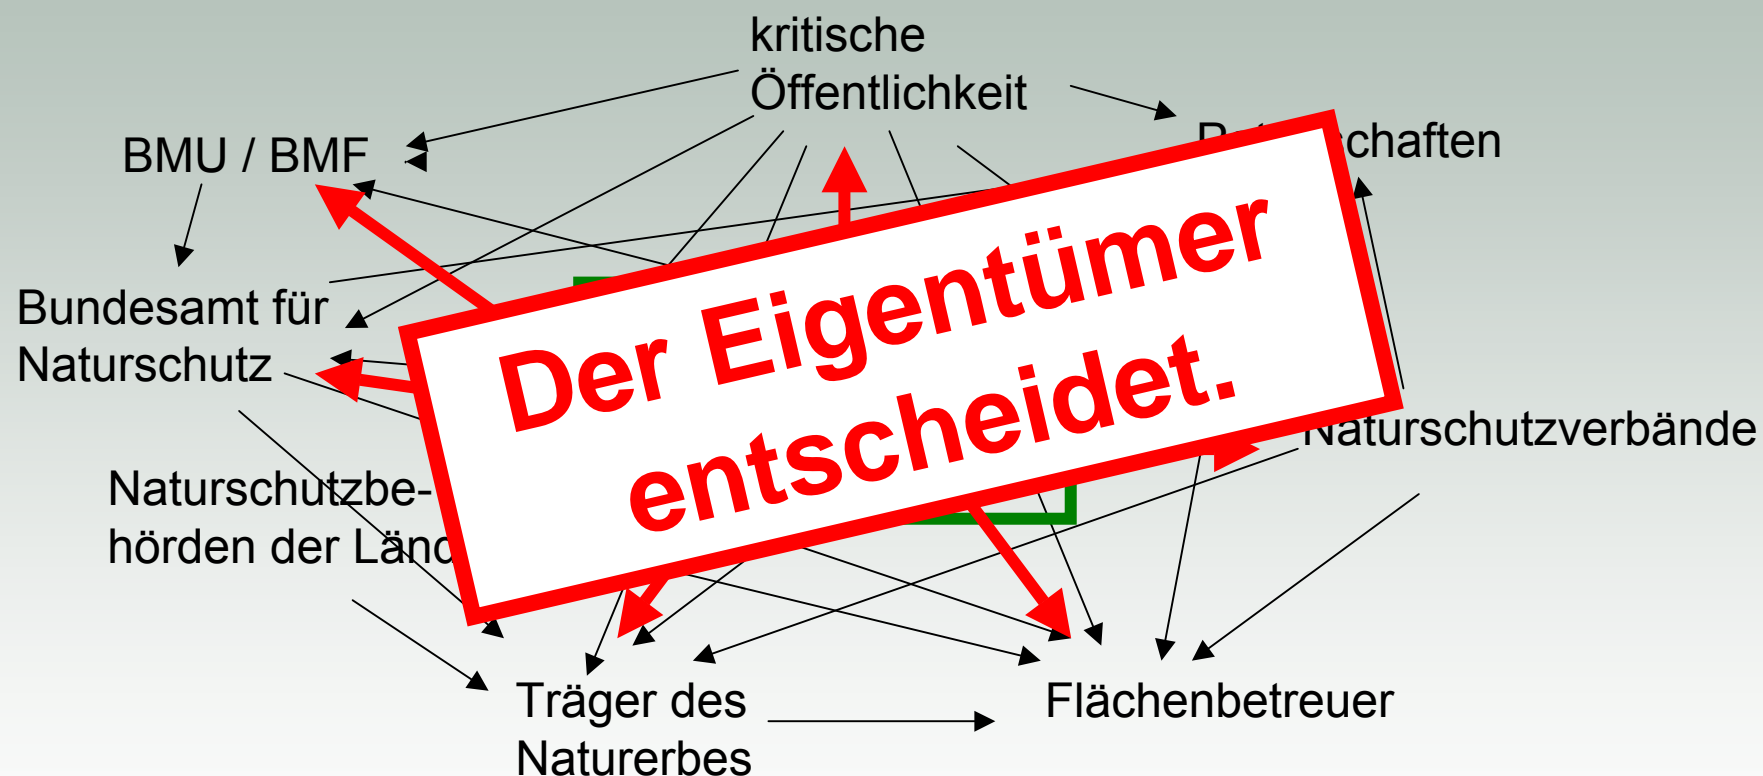 kritische
Öffentlichkeit
BMU / BMF
chaften
Bundesamt für
Naturschutz
Der Eigentümer
entscheidet.
Naturschutzverbände
Naturschutzbe-
hörden der Länd
Träger des
Naturerbes
Flächenbetreuer